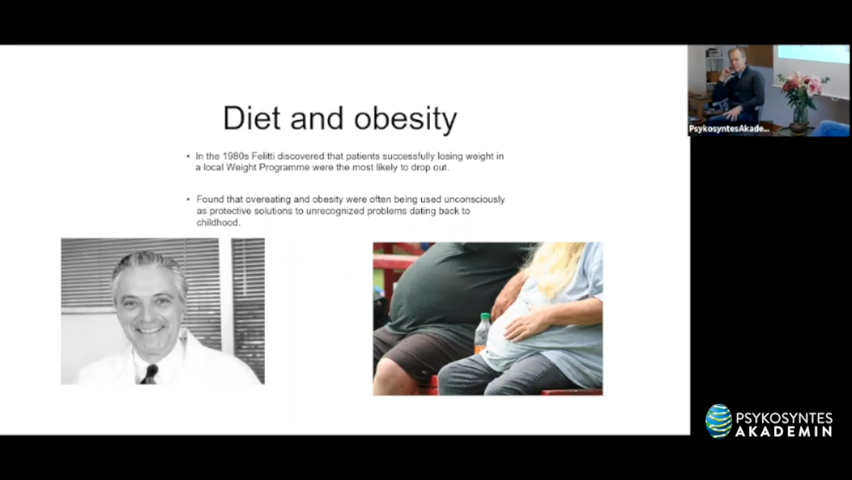 Diet and obesity
• In the 1980s Felitti discovered that patients successfully losing weight in
a local Weight Programme were the most likely to drop out.
• Found that overeating and obesity were often being used unconsciously
as protective solutions to unrecognized problems dating back to
childhood.
PsykosyntesAkade...
PSYKOSYNTES
AKADEMIN